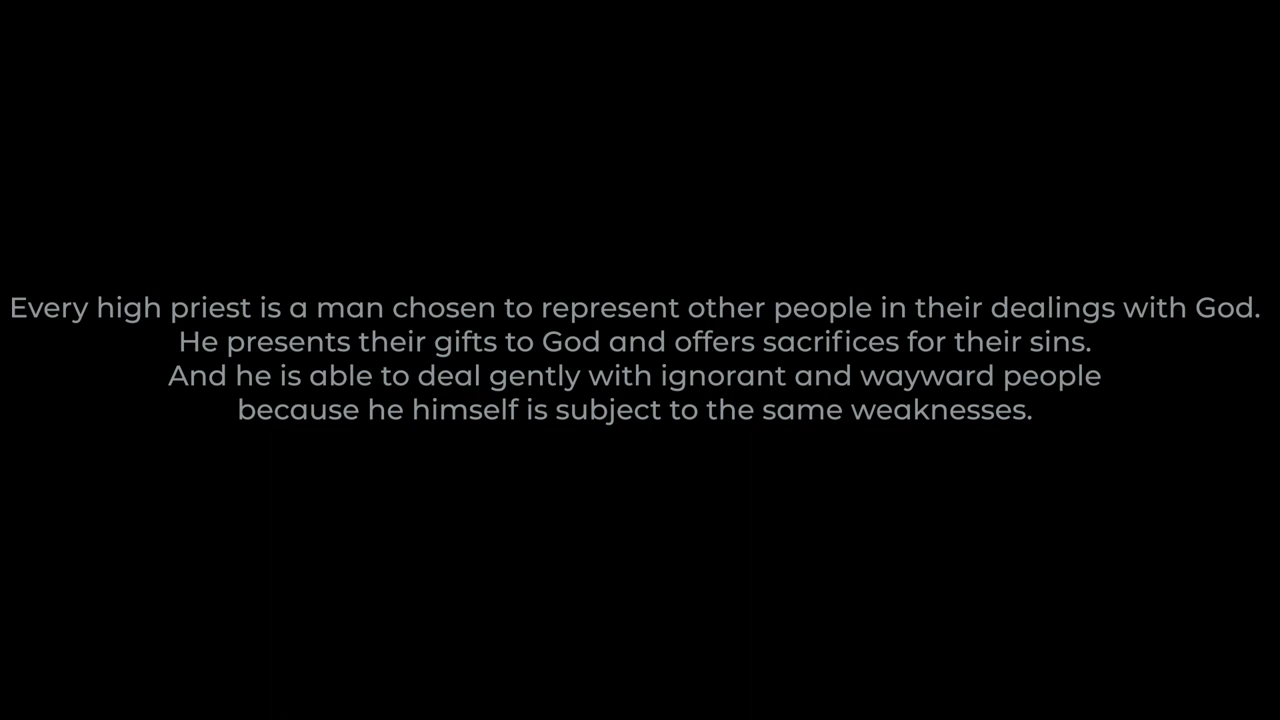 Every high priest is a man chosen to represent other people in their dealings with God.
He presents their gifts to God and offers sacrifices for their sins.
And he is able to deal gently with ignorant and wayward people
because he himself is subject to the same weaknesses.